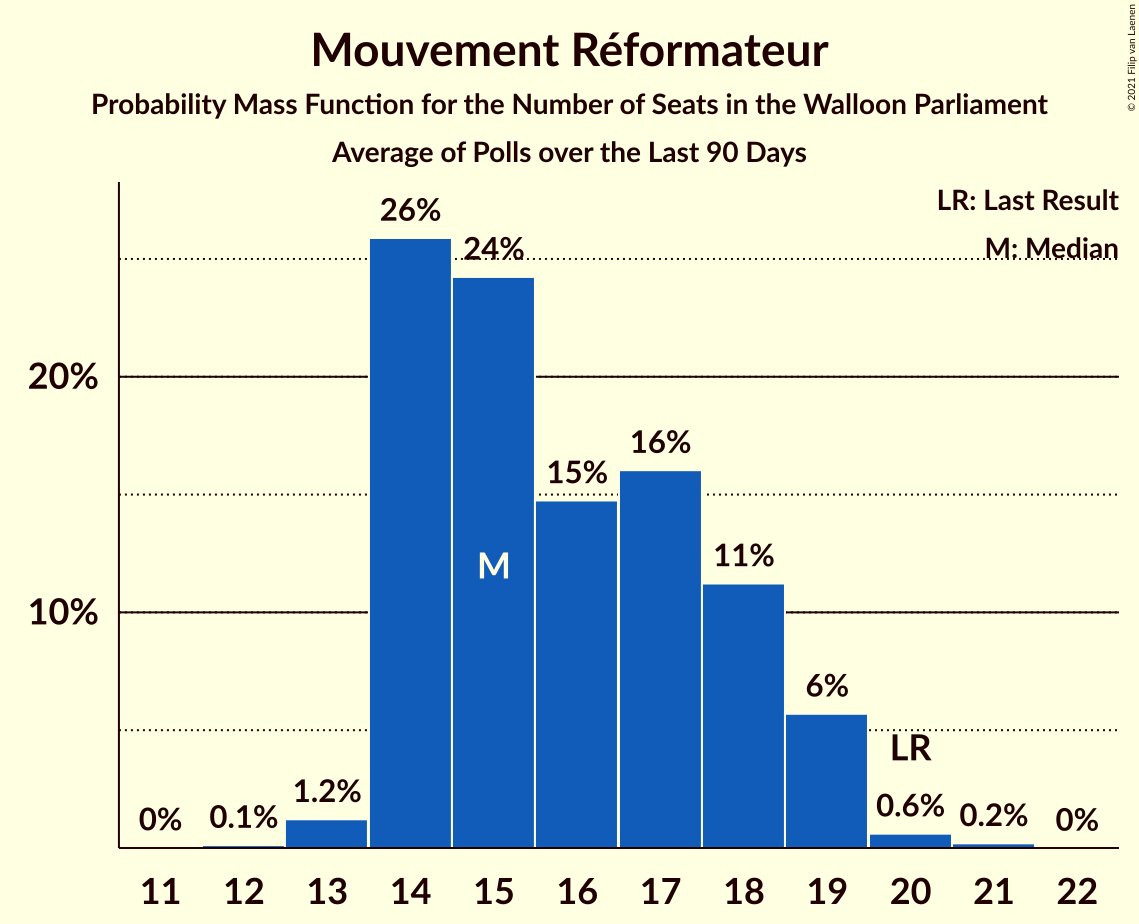 Mouvement Réformateur
Probability Mass Function for the Number of Seats in the Walloon Parliament
Average of Polls over the Last 90 Days
© 2021 Filip van Laenen
LR: Last Result
M: Median
26%
24%
20%
16%
15%
11%
M
10%
6%
LR
0%
0.1%
1.2%
0.6%
0.2%
0%
11 12 13 14 15 16 17 18 19 20 21 22